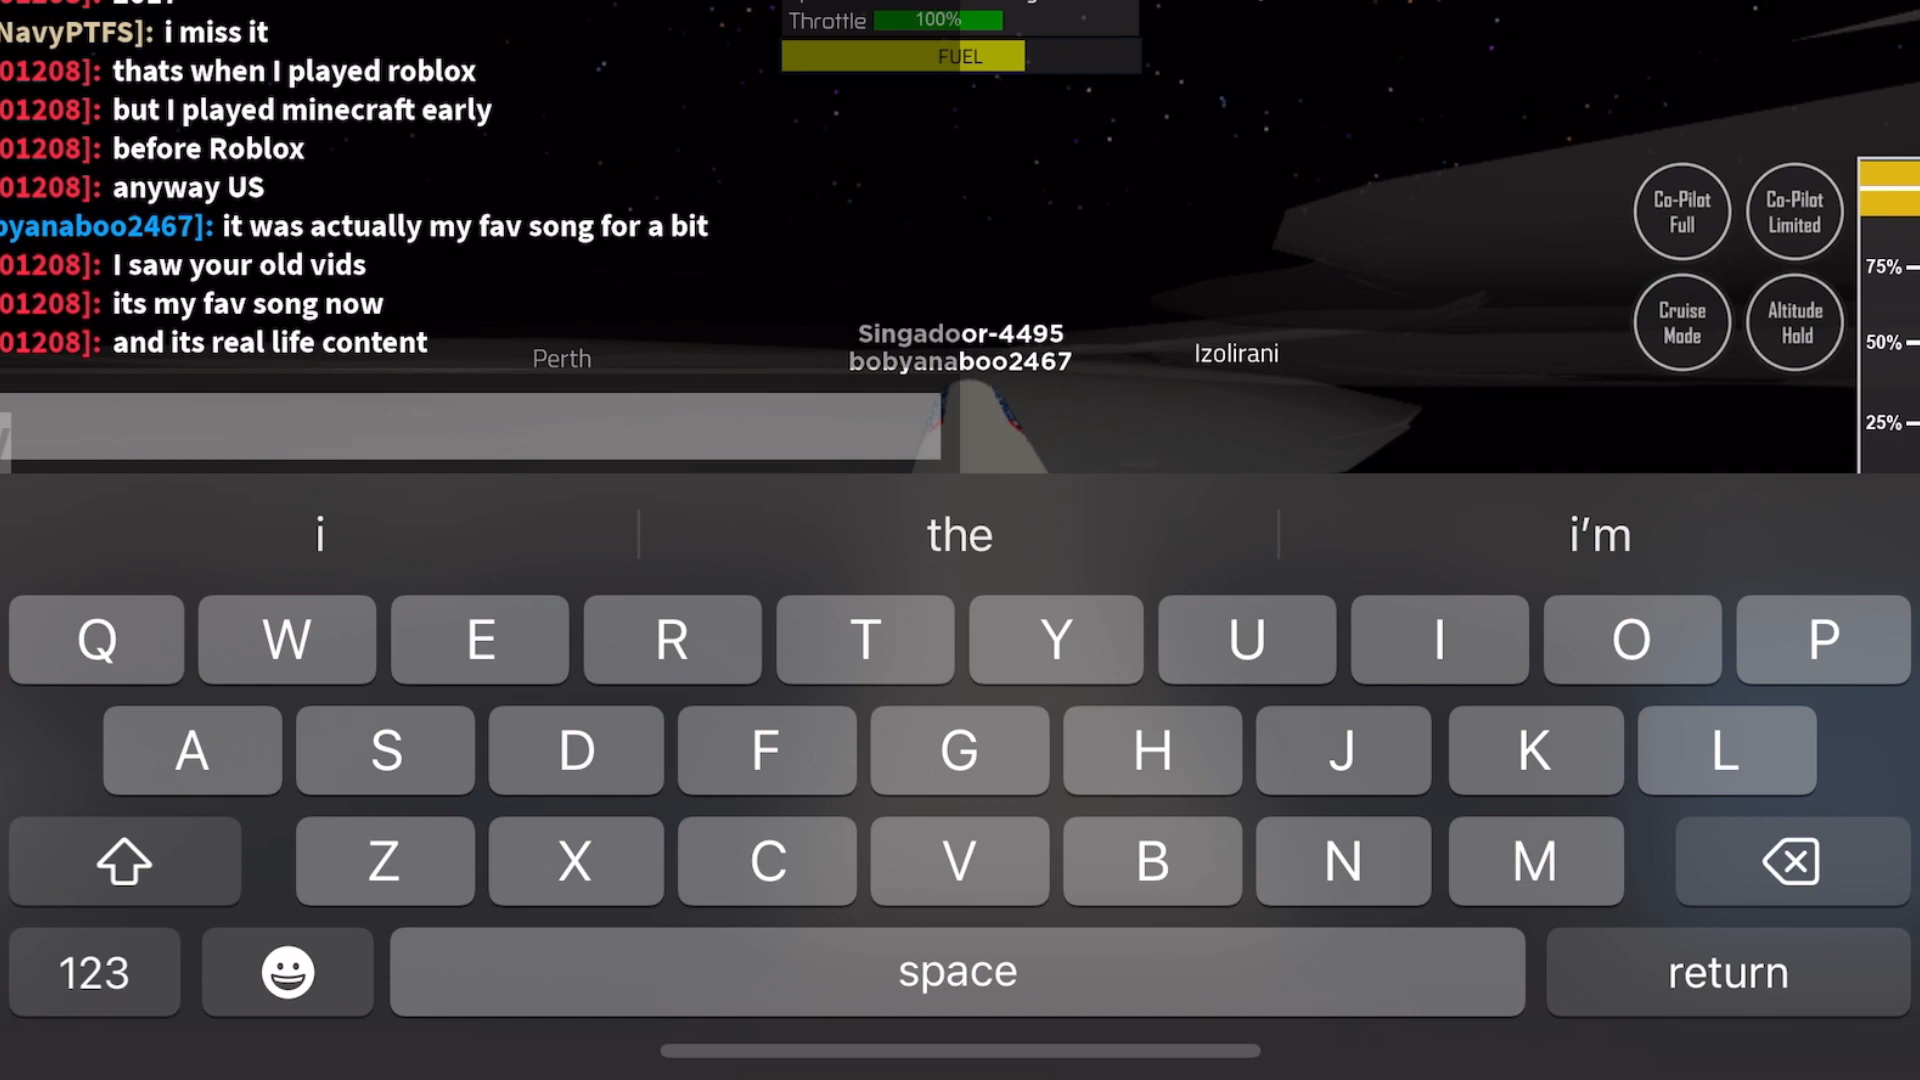 NavyPTFS]: i miss it
01208]: thats when I played roblox
01208]: but I played minecraft early
01208]: before Roblox
01208]: anyway US
byanaboo2467]: it was actually my fav song for a bit
01208]: I saw your old vids
01208]: its my fav song now
01208]: and its real life content
Throttle 100%
FUEL
Co-Pilot Full
Co-Pilot Limited
Cruise Mode
Altitude Hold
75%
50%
25%
Perth
Singadoor-4495
bobyanaboo2467
Izolirani
i the i'm
Q W E R T Y U I O P
A S D F G H J K L
Z X C V B N M
123 space return